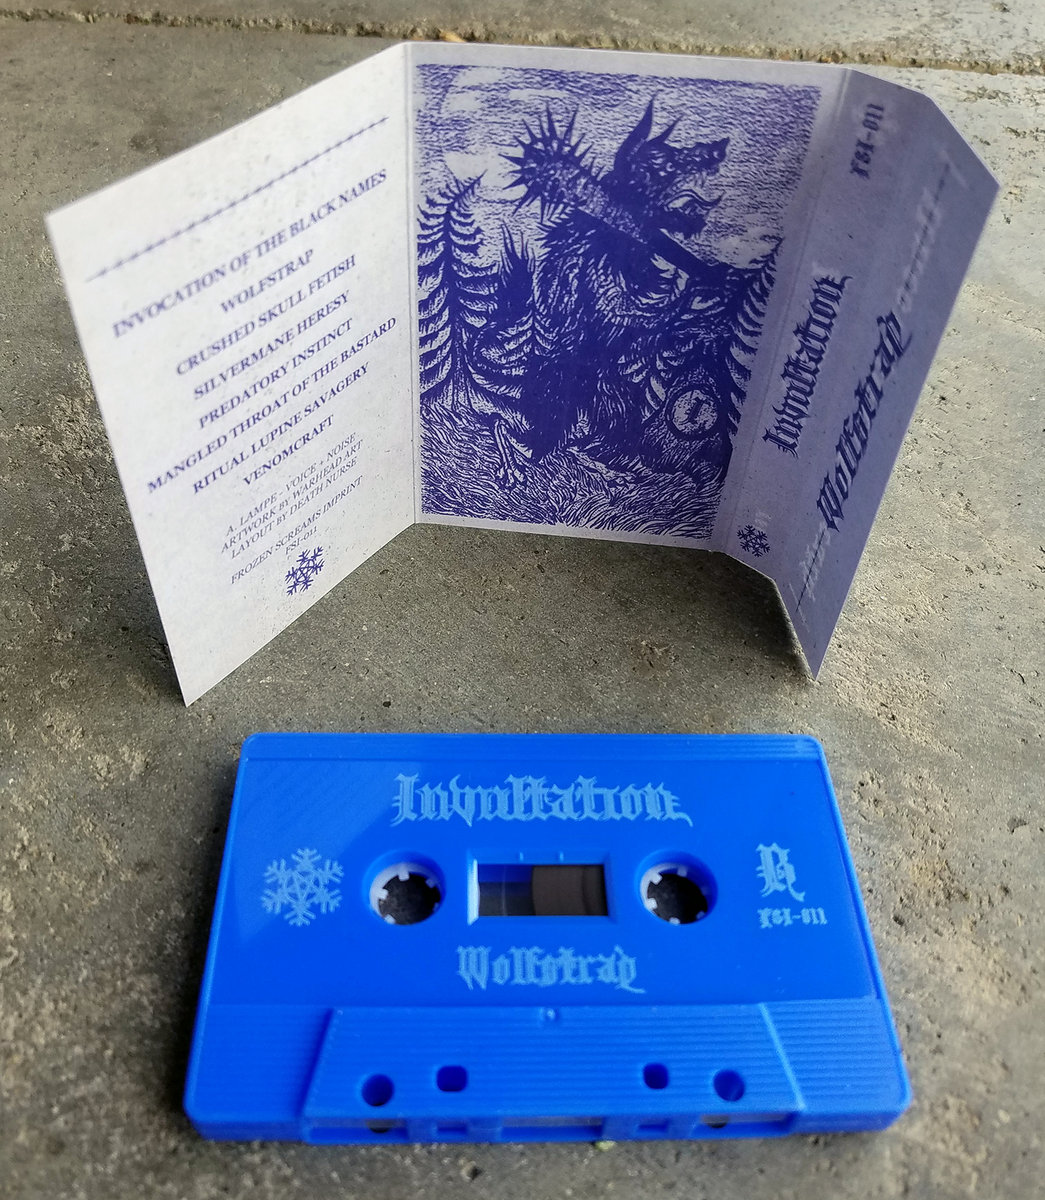 INVOCATION OF THE BLACK NAMES
WOLFSTRAP
CRUSHED SKULL FETISH
SILVERMANE HERESY
PREDATORY INSTINCT
MANGLED THROAT OF THE BASTARD
RITUAL LUPINE SAVAGERY
VENOMCRAFT
A. LAMPE - VOICE + NOISE
ARTWORK BY WARHEAD ART
LAYOUT BY DEATH NURSE
FROZEN SCREAMS IMPRINT
FSI-011
FSI-011
Invultation
Wolfstrap
Invultation
FSI-011
Wolfstrap